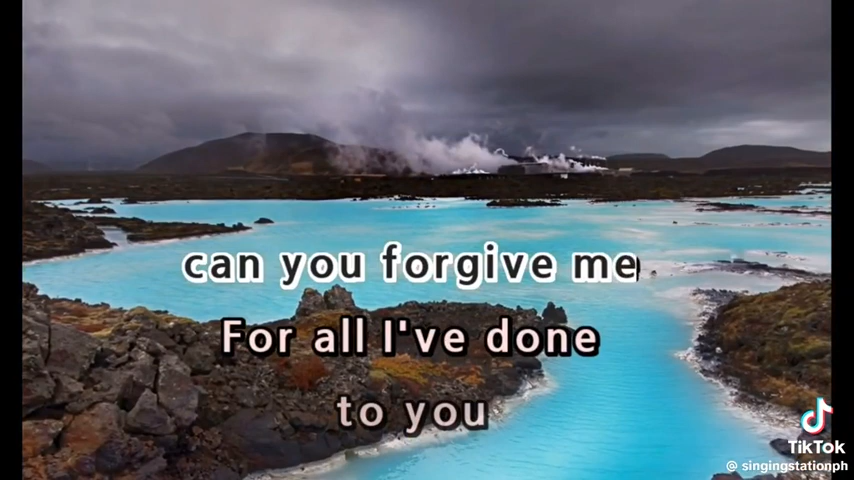 can you forgive me
For all I've done
to you
TikTok
@ singingstationph